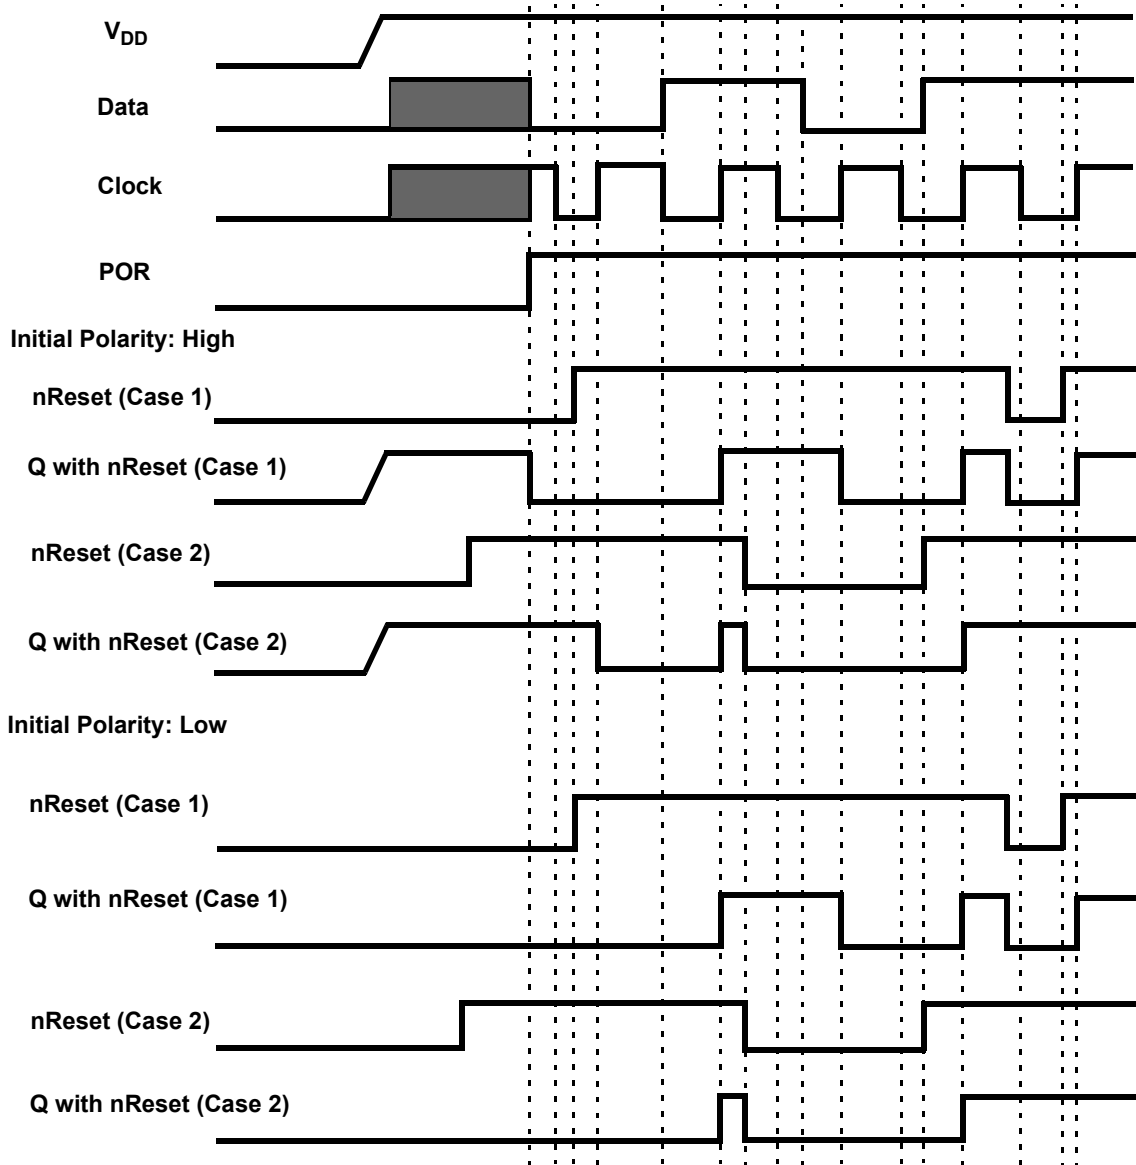 VDD
Data
Clock
POR
Initial Polarity: High
nReset (Case 1)
Q with nReset (Case 1)
nReset (Case 2)
Q with nReset (Case 2)
Initial Polarity: Low
nReset (Case 1)
Q with nReset (Case 1)
nReset (Case 2)
Q with nReset (Case 2)